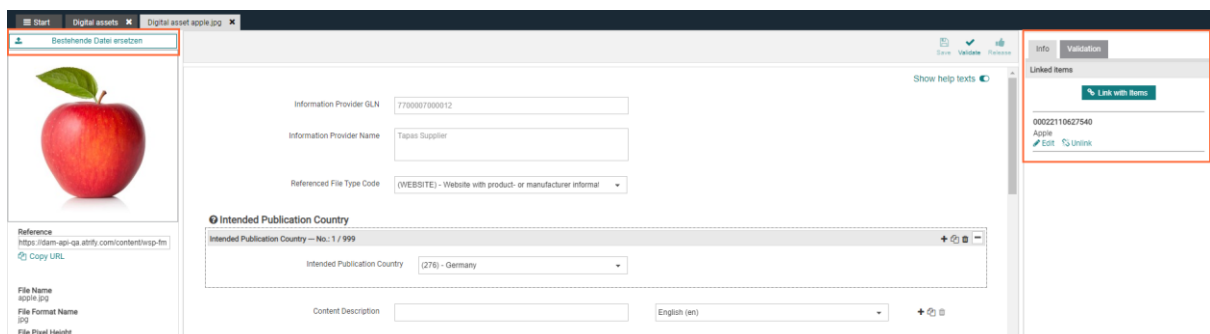 Start
Digital assets
Digital asset apple.jpg
Bestehende Datei ersetzen
Save Validate Release
Show help texts
Information Provider GLN
7700007000012
Information Provider Name
Tapas Supplier
Referenced File Type Code
(WEBSITE) - Website with product- or manufacturer informat
Intended Publication Country
Intended Publication Country — No.: 1 / 999
Intended Publication Country
(276) - Germany
Content Description
English (en)
Reference
https://dam-api-qa.atrify.com/content/wsp-fm
Copy URL
File Name
apple.jpg
File Format Name
jpg
File Pixel Height
Info
Validation
Linked items
Link with Items
00022110627540
Apple
Edit Unlink